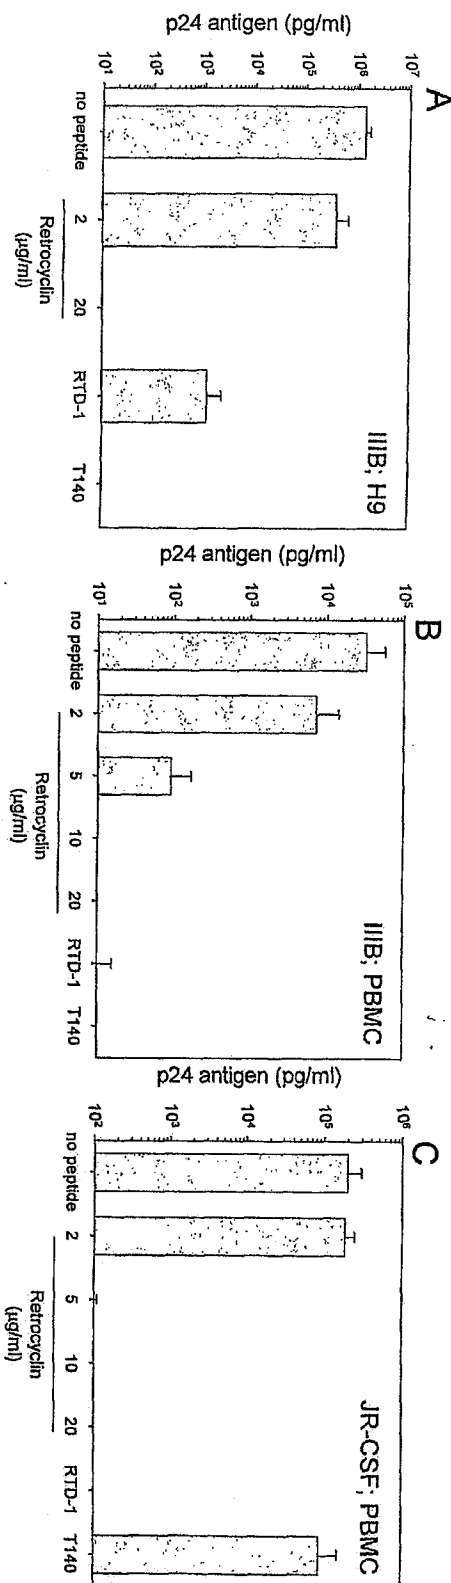 A
IIIB; H9
p24 antigen (pg/ml)
10⁷
10⁶
10⁵
10⁴
10³
10²
10¹
no peptide 2 20 RTD-1 T140
Retrocyclin
(µg/ml)
B
IIIB; PBMC
p24 antigen (pg/ml)
10⁵
10⁴
10³
10²
10¹
no peptide 2 5 10 20 RTD-1 T140
Retrocyclin
(µg/ml)
C
JR-CSF; PBMC
p24 antigen (pg/ml)
10⁶
10⁵
10⁴
10³
10²
no peptide 2 5 10 20 RTD-1 T140
Retrocyclin
(µg/ml)